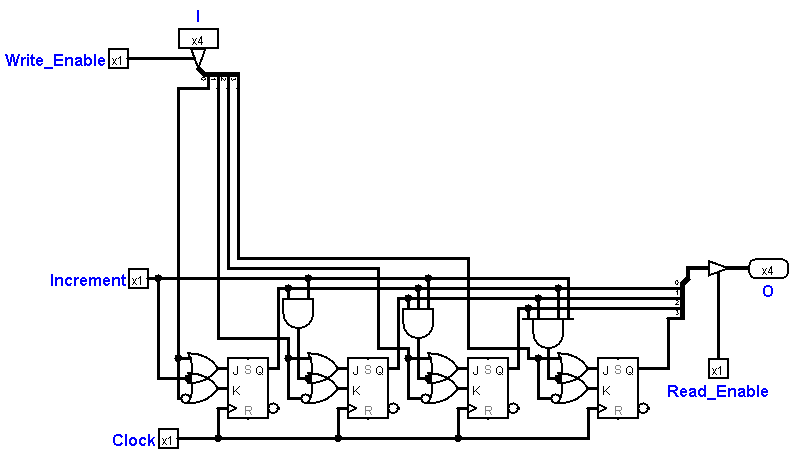 I
x4
Write_Enable x1
0 1 2 3
Increment x1
0
1
2
3
x4
O
J S Q J S Q J S Q J S Q
x1
K K K K
Read_Enable
R R R R
Clock x1